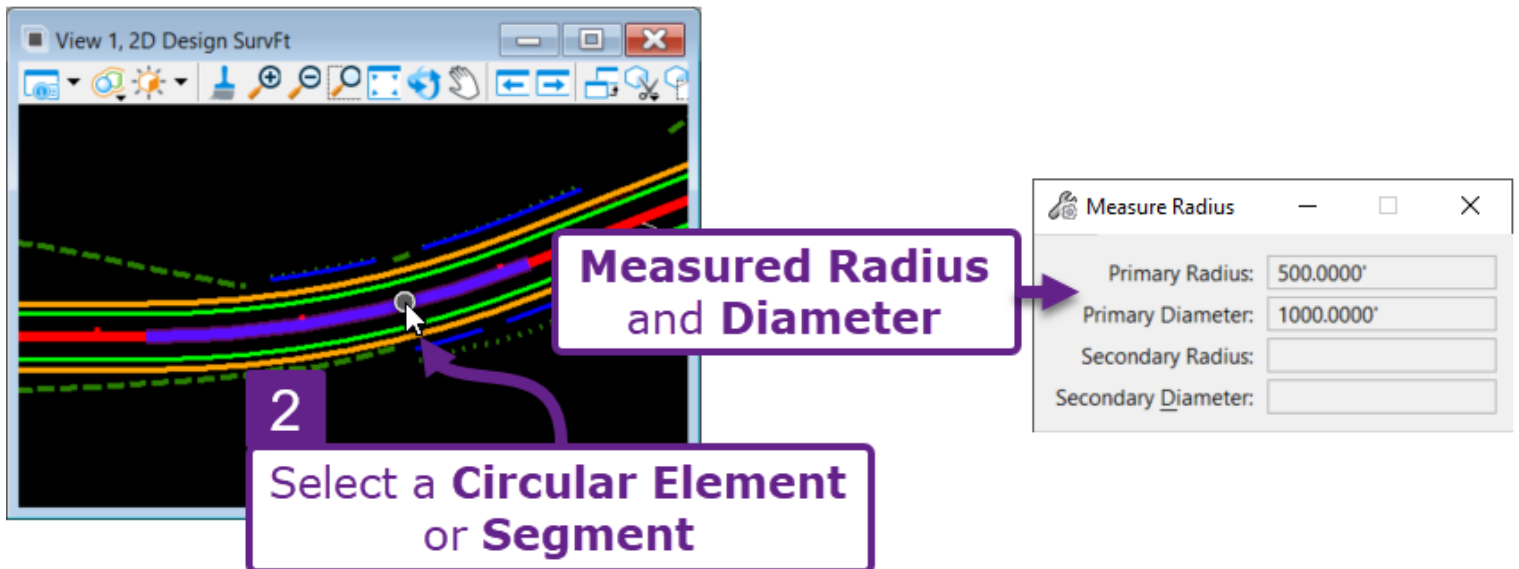 View 1, 2D Design SurvFt
2
Select a Circular Element
or Segment
Measured Radius
and Diameter
Measure Radius
Primary Radius: 500.0000'
Primary Diameter: 1000.0000'
Secondary Radius:
Secondary Diameter: